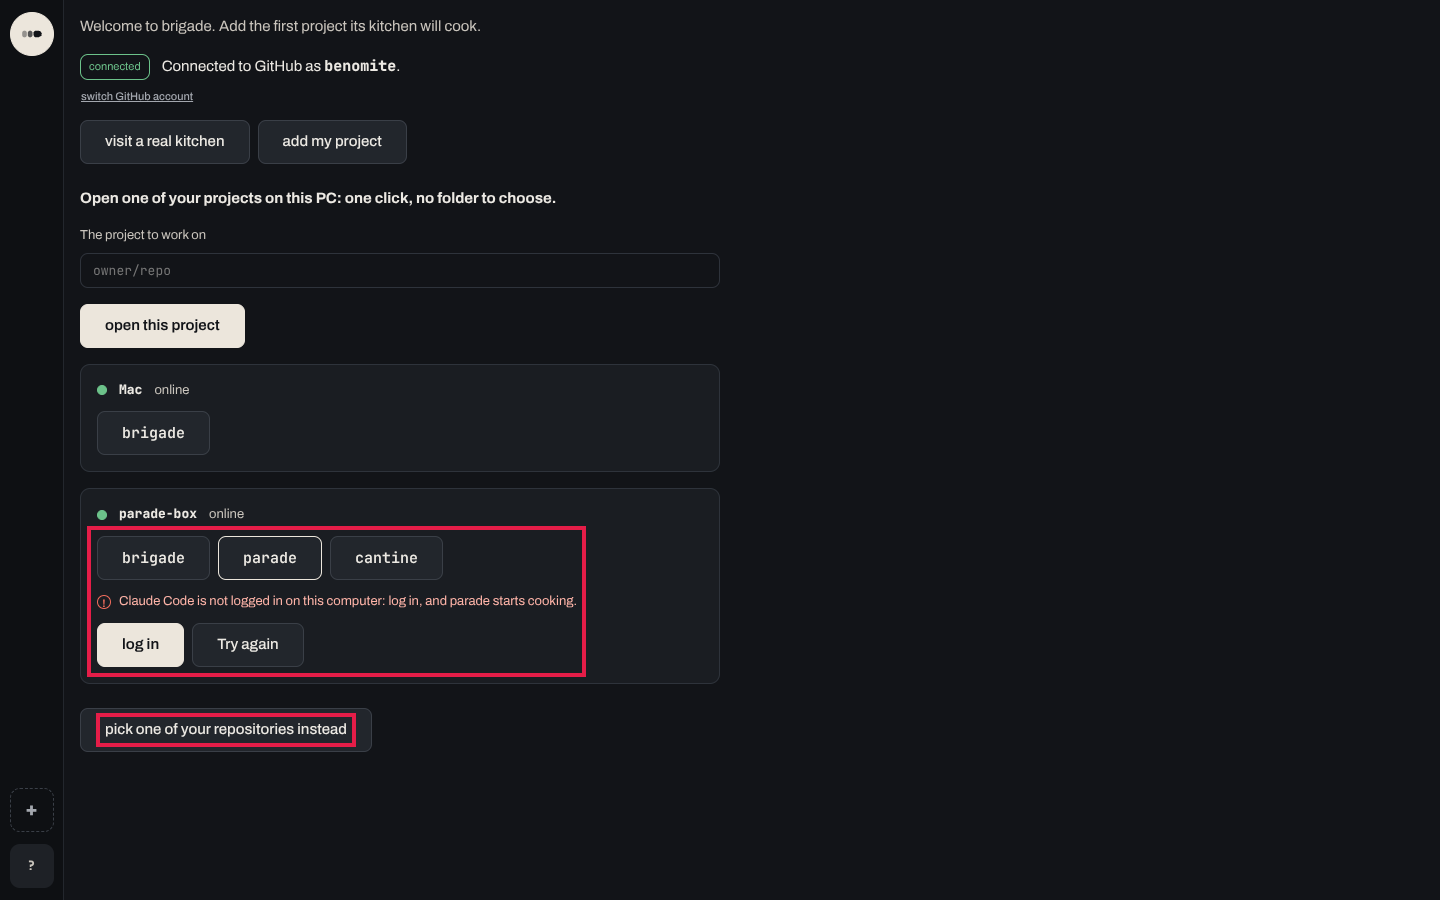 Welcome to brigade. Add the first project its kitchen will cook.
connected Connected to GitHub as benomite.
switch GitHub account
visit a real kitchen add my project
Open one of your projects on this PC: one click, no folder to choose.
The project to work on
owner/repo
open this project
Mac online
brigade
parade-box online
brigade parade cantine
Claude Code is not logged in on this computer: log in, and parade starts cooking.
log in Try again
pick one of your repositories instead
+
?